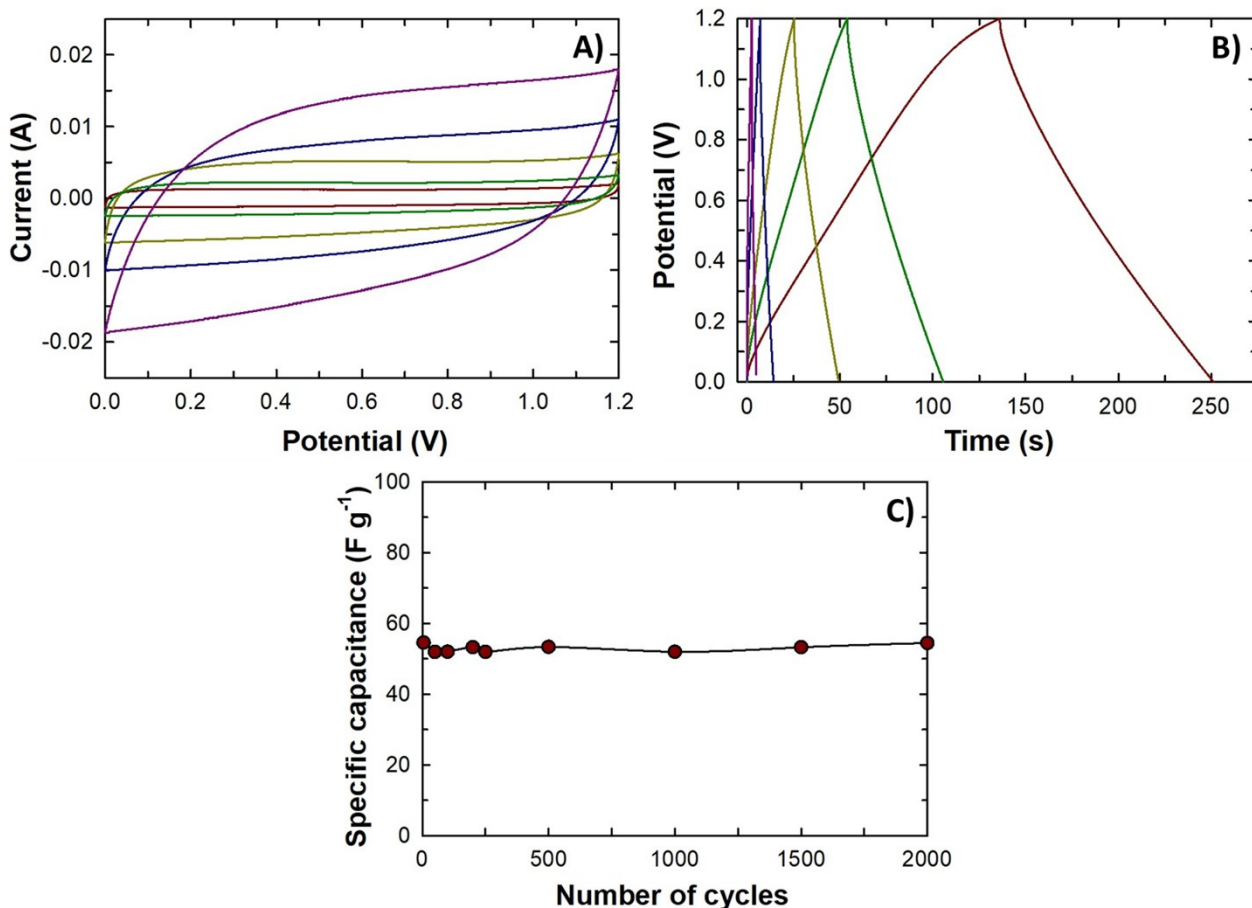 A)
Current (A)
0.02
0.01
0.00
-0.01
-0.02
0.0 0.2 0.4 0.6 0.8 1.0 1.2
Potential (V)
B)
Potential (V)
1.2
1.0
0.8
0.6
0.4
0.2
0.0
0 50 100 150 200 250
Time (s)
C)
Specific capacitance (F g⁻¹)
100
80
60
40
20
0
0 500 1000 1500 2000
Number of cycles